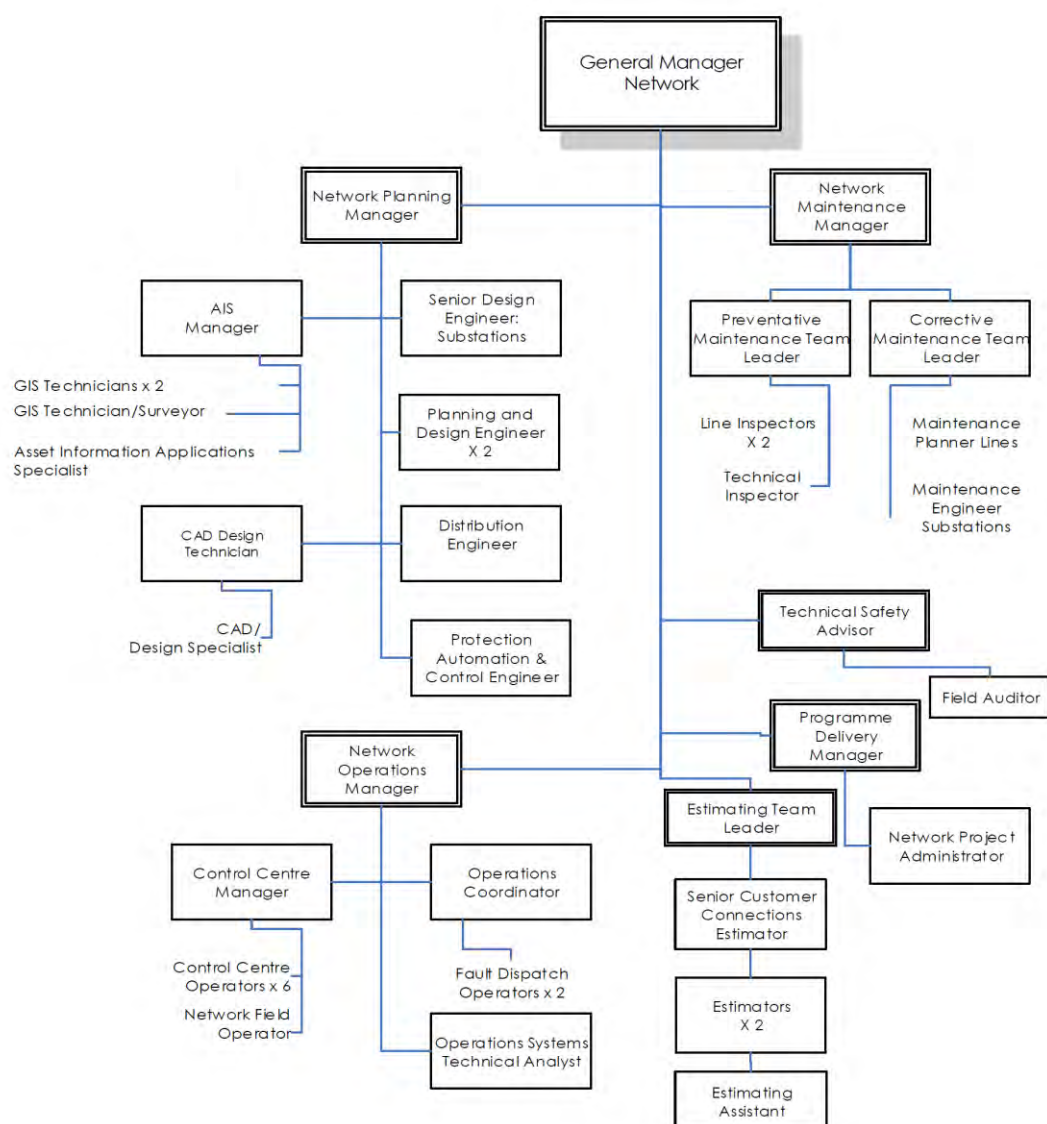 General Manager
Network
Network Planning
Manager
Network
Maintenance
Manager
AIS
Manager
Senior Design
Engineer:
Substations
Preventative
Maintenance Team
Leader
Corrective
Maintenance Team
Leader
GIS Technicians x 2
GIS Technician/Surveyor
Asset Information Applications
Specialist
Planning and
Design Engineer
X 2
Line Inspectors
X 2
Technical
Inspector
Maintenance
Planner Lines
Maintenance
Engineer
Substations
CAD Design
Technician
Distribution
Engineer
CAD/
Design Specialist
Protection
Automation &
Control Engineer
Technical Safety
Advisor
Field Auditor
Programme
Delivery
Manager
Network
Operations
Manager
Estimating Team
Leader
Network Project
Administrator
Control Centre
Manager
Operations
Coordinator
Senior Customer
Connections
Estimator
Control Centre
Operators x 6
Network Field
Operator
Fault Dispatch
Operators x 2
Estimators
X 2
Operations Systems
Technical Analyst
Estimating
Assistant